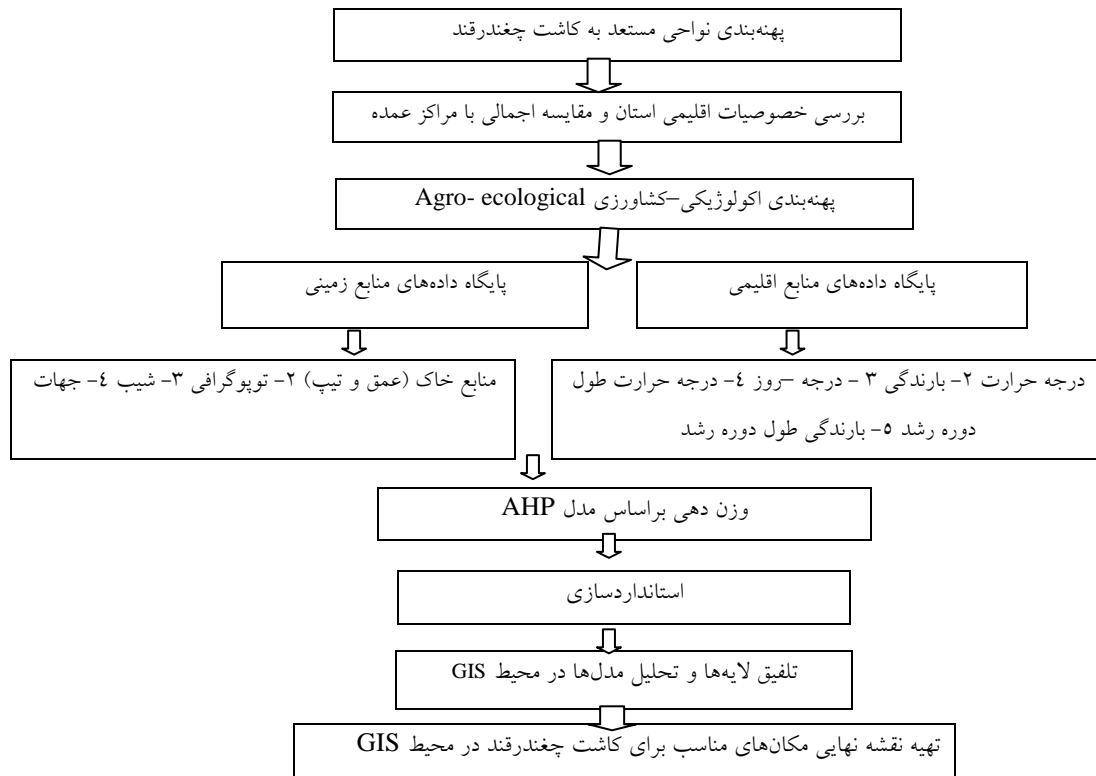 پهنه‌بندی نواحی مستعد به کاشت چغندرقند
بررسی خصوصیات اقلیمی استان و مقایسه اجمالی با مراکز عمده
پهنه‌بندی اکولوژیکی–کشاورزی Agro- ecological
پایگاه داده‌های منابع اقلیمی
پایگاه داده‌های منابع زمینی
درجه حرارت ۲- بارندگی ۳ - درجه –روز ٤- درجه حرارت طول
دوره رشد ٥- بارندگی طول دوره رشد
منابع خاک (عمق و تیپ) ۲- توپوگرافی ۳- شیب ٤- جهات
وزن دهی براساس مدل AHP
استانداردسازی
تلفیق لایه‌ها و تحلیل مدل‌ها در محیط GIS
تهیه نقشه نهایی مکان‌های مناسب برای کاشت چغندرقند در محیط GIS